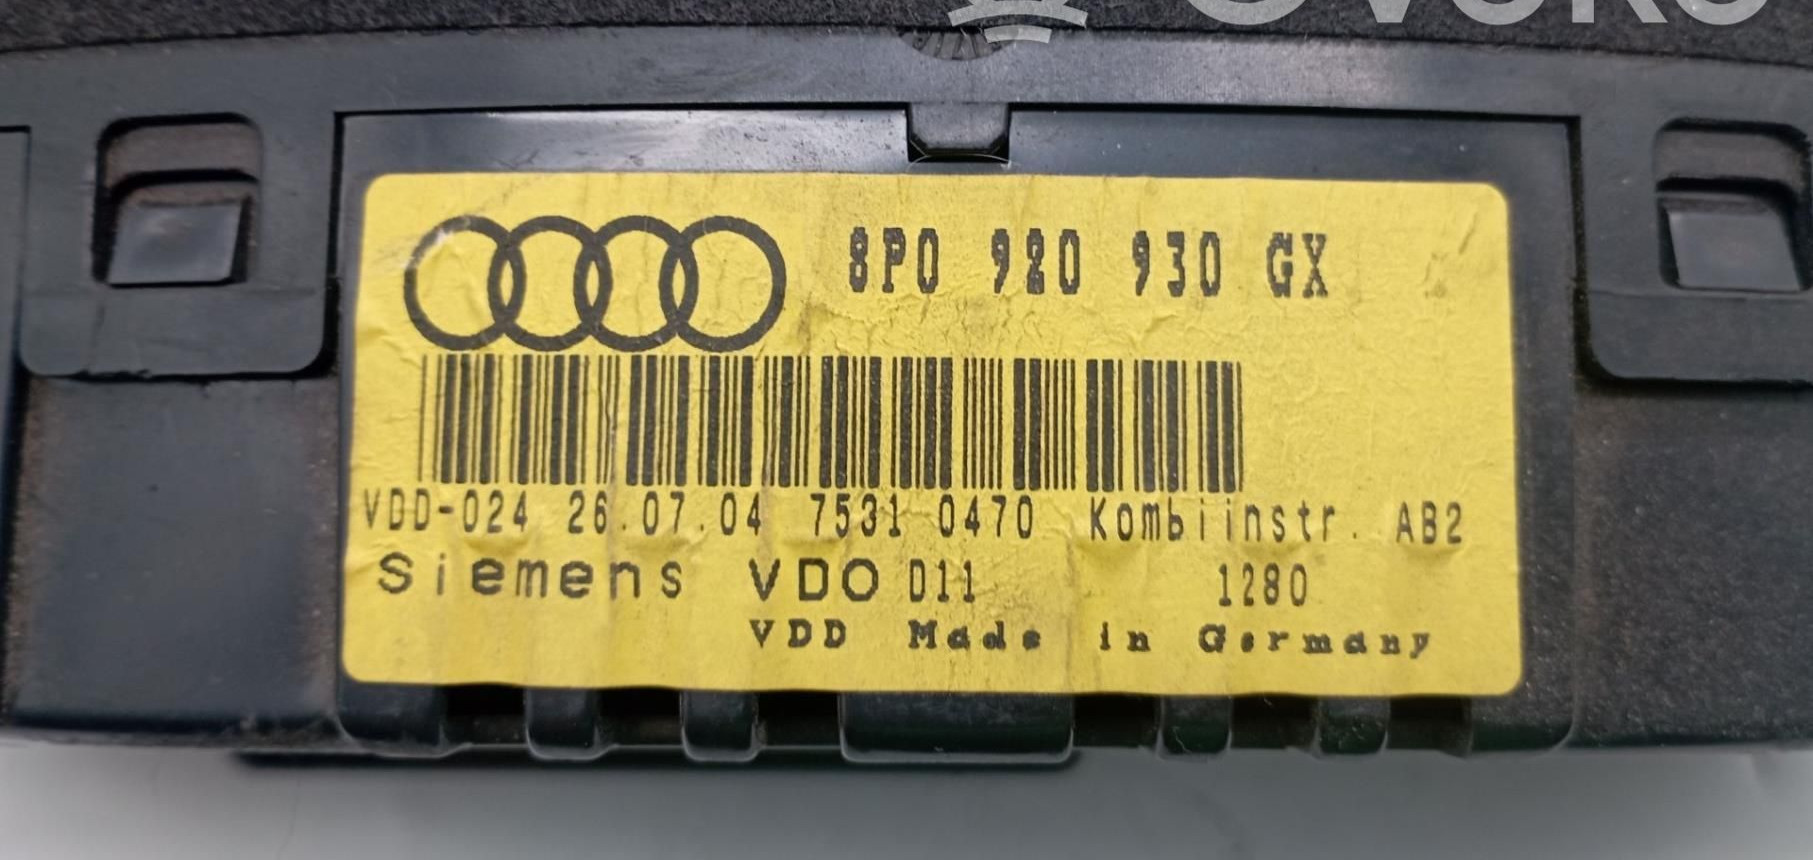 8P0 920 930 GX
VDD-024 26.07.04 7531 0470 Kombiinstr. AB2
Siemens VDO D11 1280
VDD Made in Germany